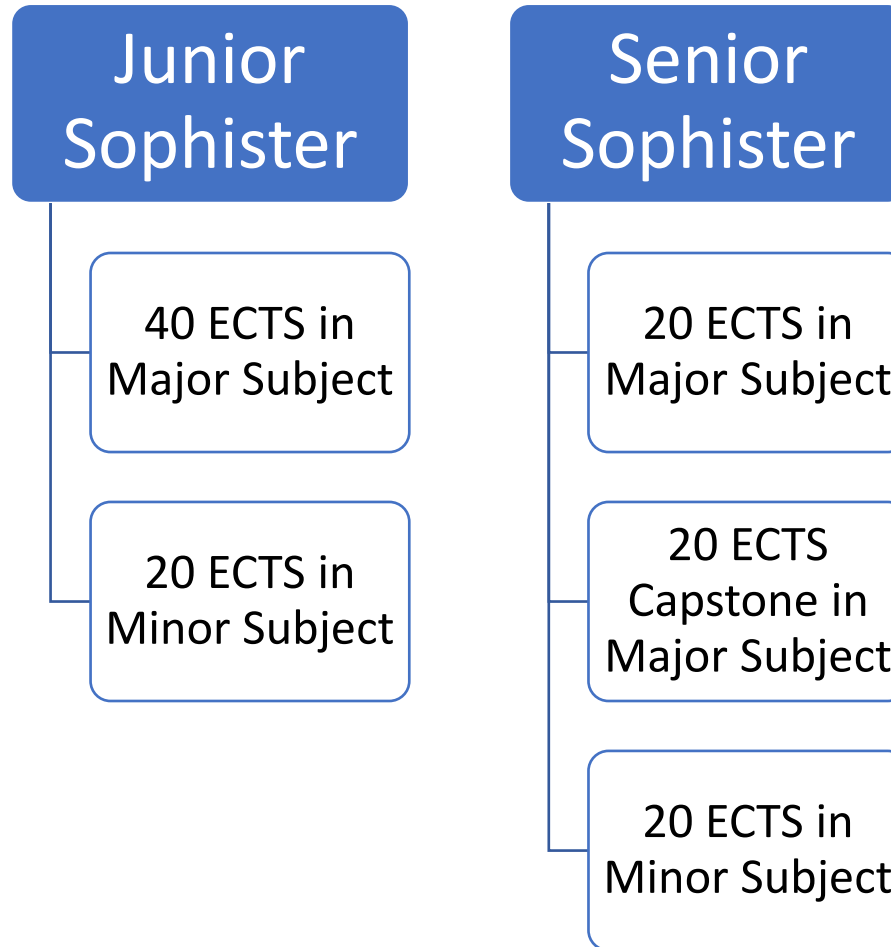 Junior
Sophister
40 ECTS in
Major Subject
20 ECTS in
Minor Subject
Senior
Sophister
20 ECTS in
Major Subject
20 ECTS
Capstone in
Major Subject
20 ECTS in
Minor Subject